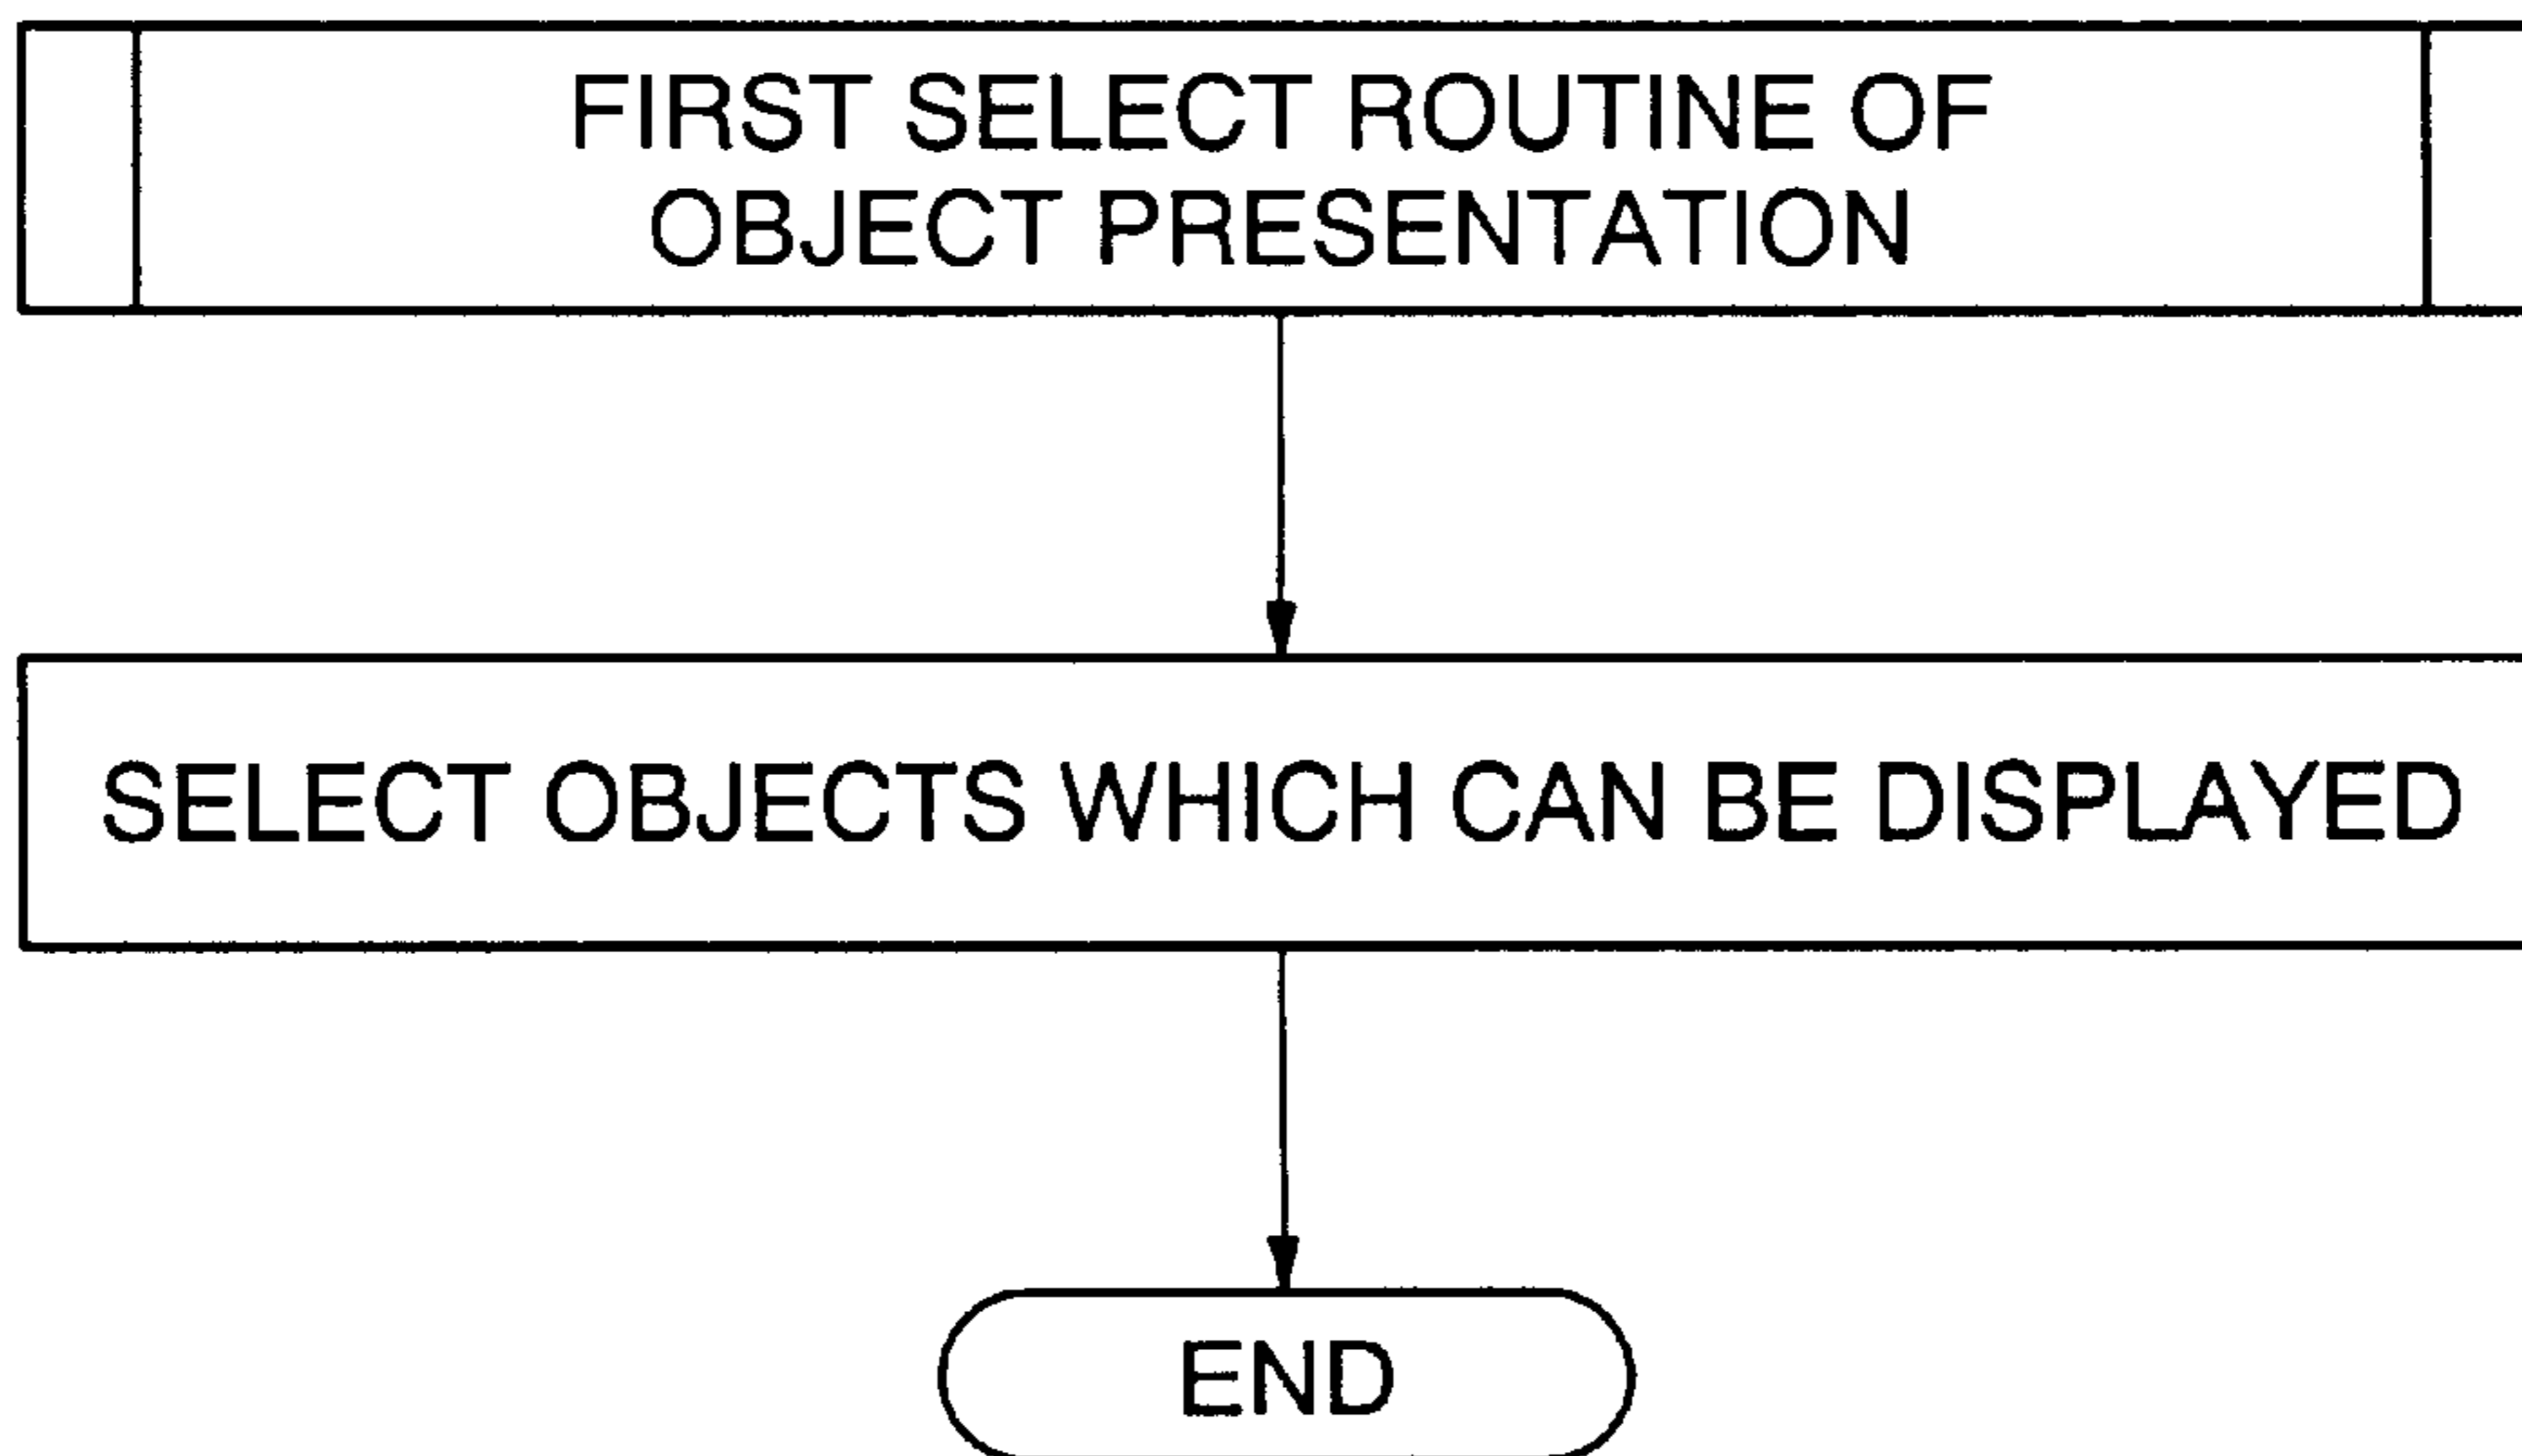 FIRST SELECT ROUTINE OF
OBJECT PRESENTATION
SELECT OBJECTS WHICH CAN BE DISPLAYED
END